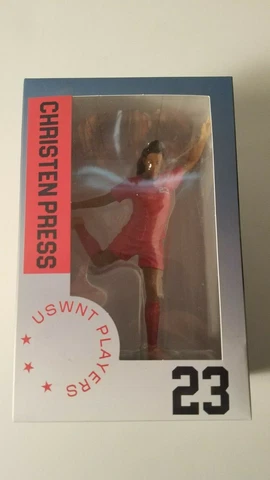 CHRISTEN PRESS
USWNT PLAYERS
23